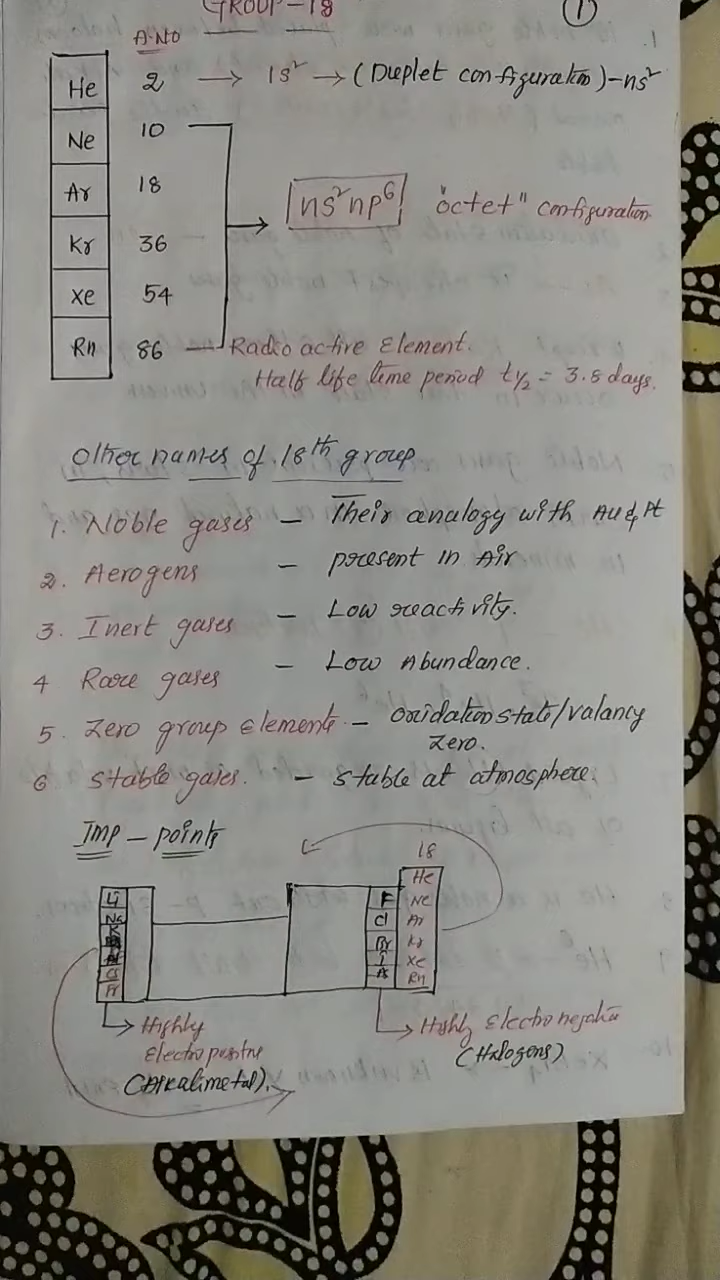 GROUP-18
①
A.NO
He 2 → 1s² → (Duplet configuration)-ns²
Ne 10
Ar 18 ns²np⁶ "octet" configuration
Kr 36
Xe 54
Rn 86 — Radio active Element.
Half life time period t½ = 3.8 days.
Other names of 18th group
1. Noble gases - Their analogy with Au & Pt
2. Aerogens - present in Air
3. Inert gases - Low reactivity.
4 Rare gases - Low Abundance.
5. Zero group Elements - Oxidation state/valancy
Zero.
6 Stable gases. - Stable at atmosphere.
Imp - points
18
He
Li F Ne
Na Cl Ar
K Br Kr
I Xe
Cs At Rn
Fr
Highly
Electro positive
(Alkalimetal).
Highly Electronegative
(Halogens)